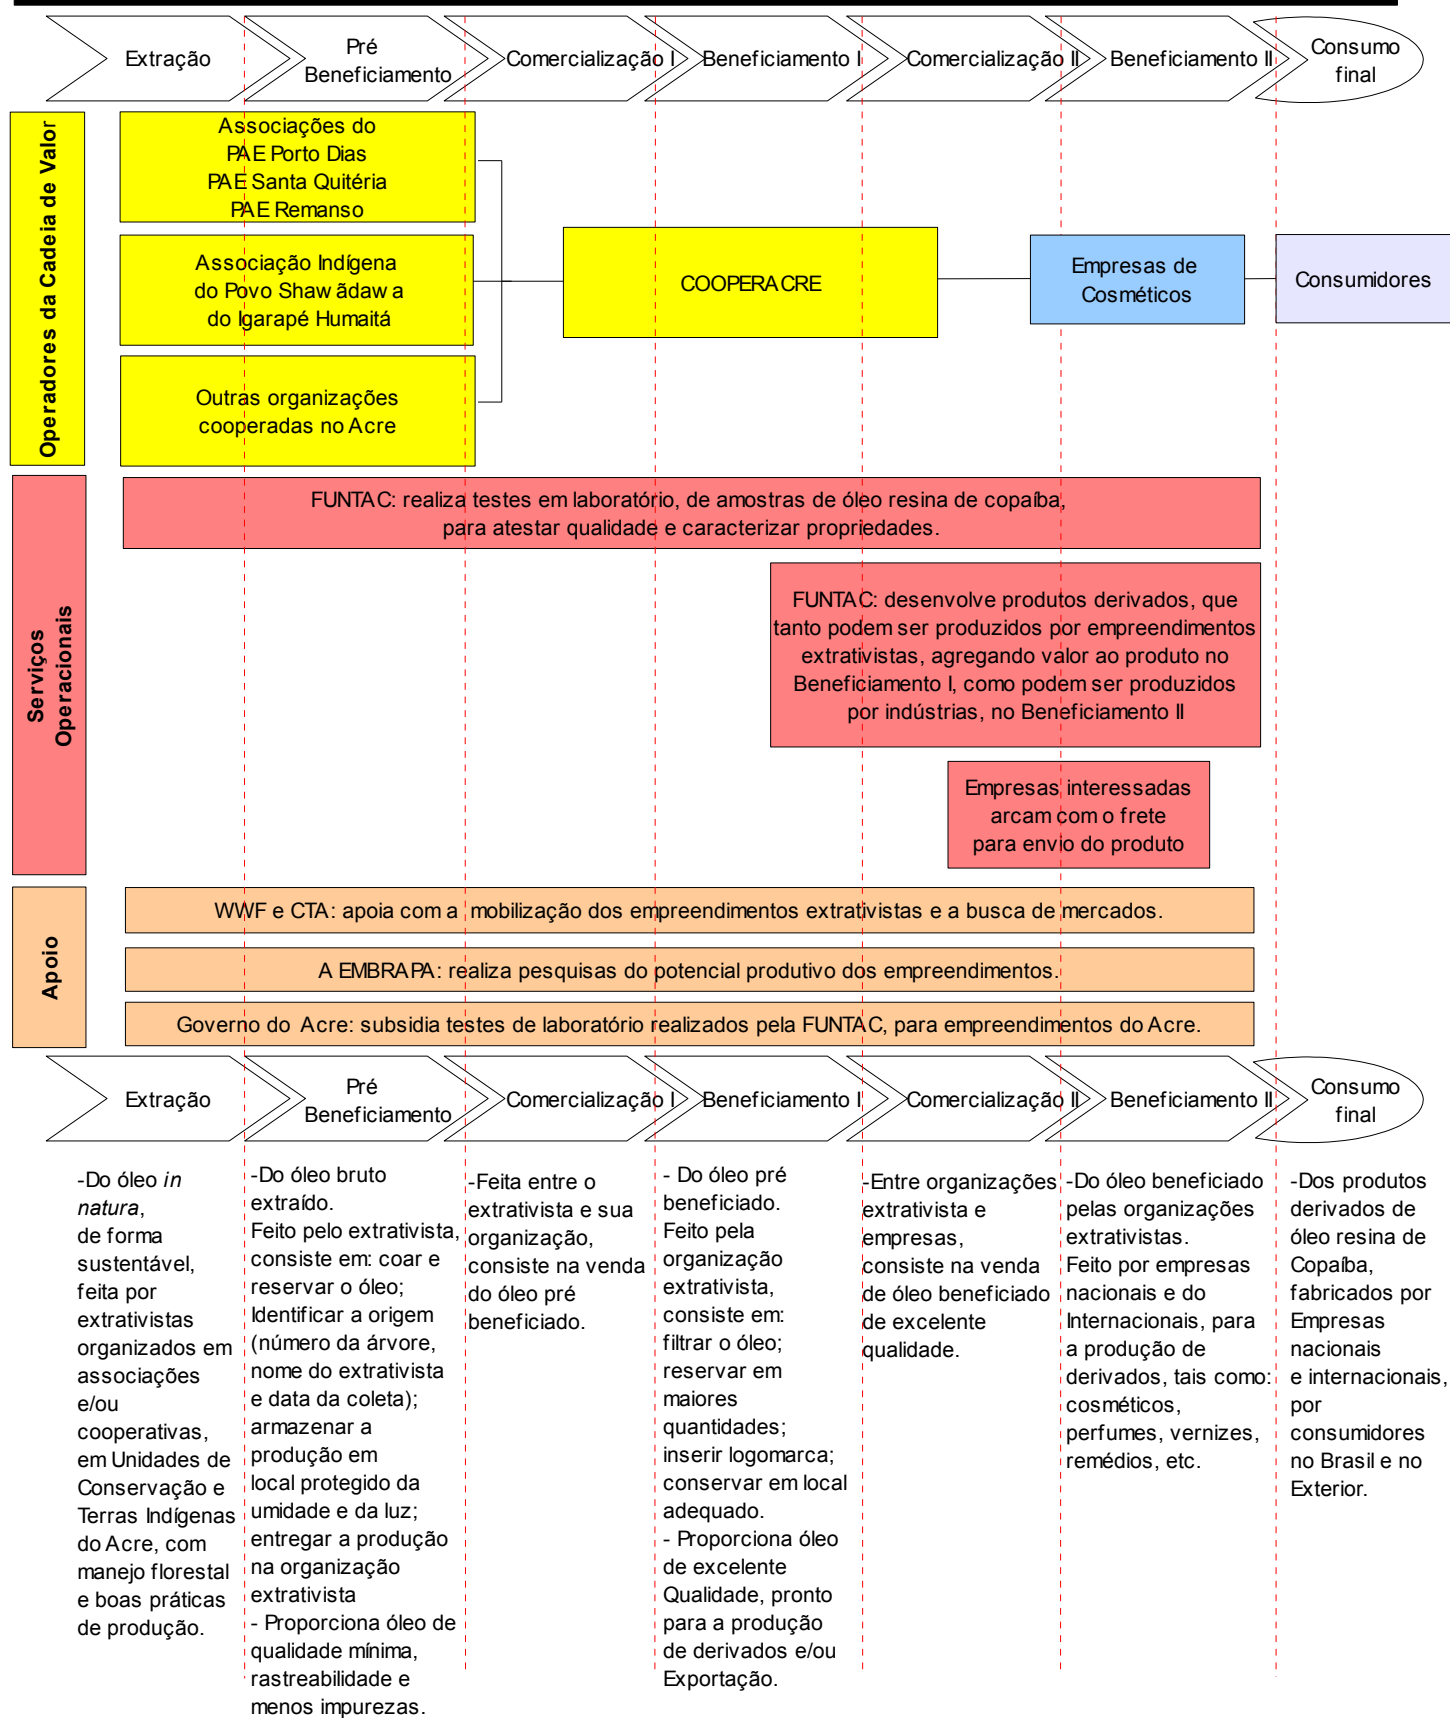 Extração
Pré
Beneficiamento
Comercialização I
Beneficiamento I
Comercialização II
Beneficiamento II
Consumo
final
Operadores da Cadeia de Valor
Associações do
PAE Porto Dias
PAE Santa Quitéria
PAE Remanso
Associação Indígena
do Povo Shawãdawa
do Igarapé Humaitá
Outras organizações
cooperadas no Acre
COOPERACRE
Empresas de
Cosméticos
Consumidores
Serviços
Operacionais
FUNTAC: realiza testes em laboratório, de amostras de óleo resina de copaíba,
para atestar qualidade e caracterizar propriedades.
FUNTAC: desenvolve produtos derivados, que
tanto podem ser produzidos por empreendimentos
extrativistas, agregando valor ao produto no
Beneficiamento I, como podem ser produzidos
por indústrias, no Beneficiamento II
Empresas interessadas
arcam com o frete
para envio do produto
Apoio
WWF e CTA: apoia com a mobilização dos empreendimentos extrativistas e a busca de mercados.
A EMBRAPA: realiza pesquisas do potencial produtivo dos empreendimentos.
Governo do Acre: subsidia testes de laboratório realizados pela FUNTAC, para empreendimentos do Acre.
Extração
Pré
Beneficiamento
Comercialização I
Beneficiamento I
Comercialização II
Beneficiamento II
Consumo
final
-Do óleo in
natura,
de forma
sustentável,
feita por
extrativistas
organizados em
associações
e/ou
cooperativas,
em Unidades de
Conservação e
Terras Indígenas
do Acre, com
manejo florestal
e boas práticas
de produção.
-Do óleo bruto
extraído.
Feito pelo extrativista,
consiste em: coar e
reservar o óleo;
Identificar a origem
(número da árvore,
nome do extrativista
e data da coleta);
armazenar a
produção em
local protegido da
umidade e da luz;
entregar a produção
na organização
extrativista
- Proporciona óleo de
qualidade mínima,
rastreabilidade e
menos impurezas.
-Feita entre o
extrativista e sua
organização,
consiste na venda
do óleo pré
beneficiado.
- Do óleo pré
beneficiado.
Feito pela
organização
extrativista,
consiste em:
filtrar o óleo;
reservar em
maiores
quantidades;
inserir logomarca;
conservar em local
adequado.
- Proporciona óleo
de excelente
Qualidade, pronto
para a produção
de derivados e/ou
Exportação.
-Entre organizações
extrativista e
empresas,
consiste na venda
de óleo beneficiado
de excelente
qualidade.
-Do óleo beneficiado
pelas organizações
extrativistas.
Feito por empresas
nacionais e do
Internacionais, para
a produção de
derivados, tais como:
cosméticos,
perfumes, vernizes,
remédios, etc.
-Dos produtos
derivados de
óleo resina de
Copaíba,
fabricados por
Empresas
nacionais
e internacionais,
por
consumidores
no Brasil e no
Exterior.